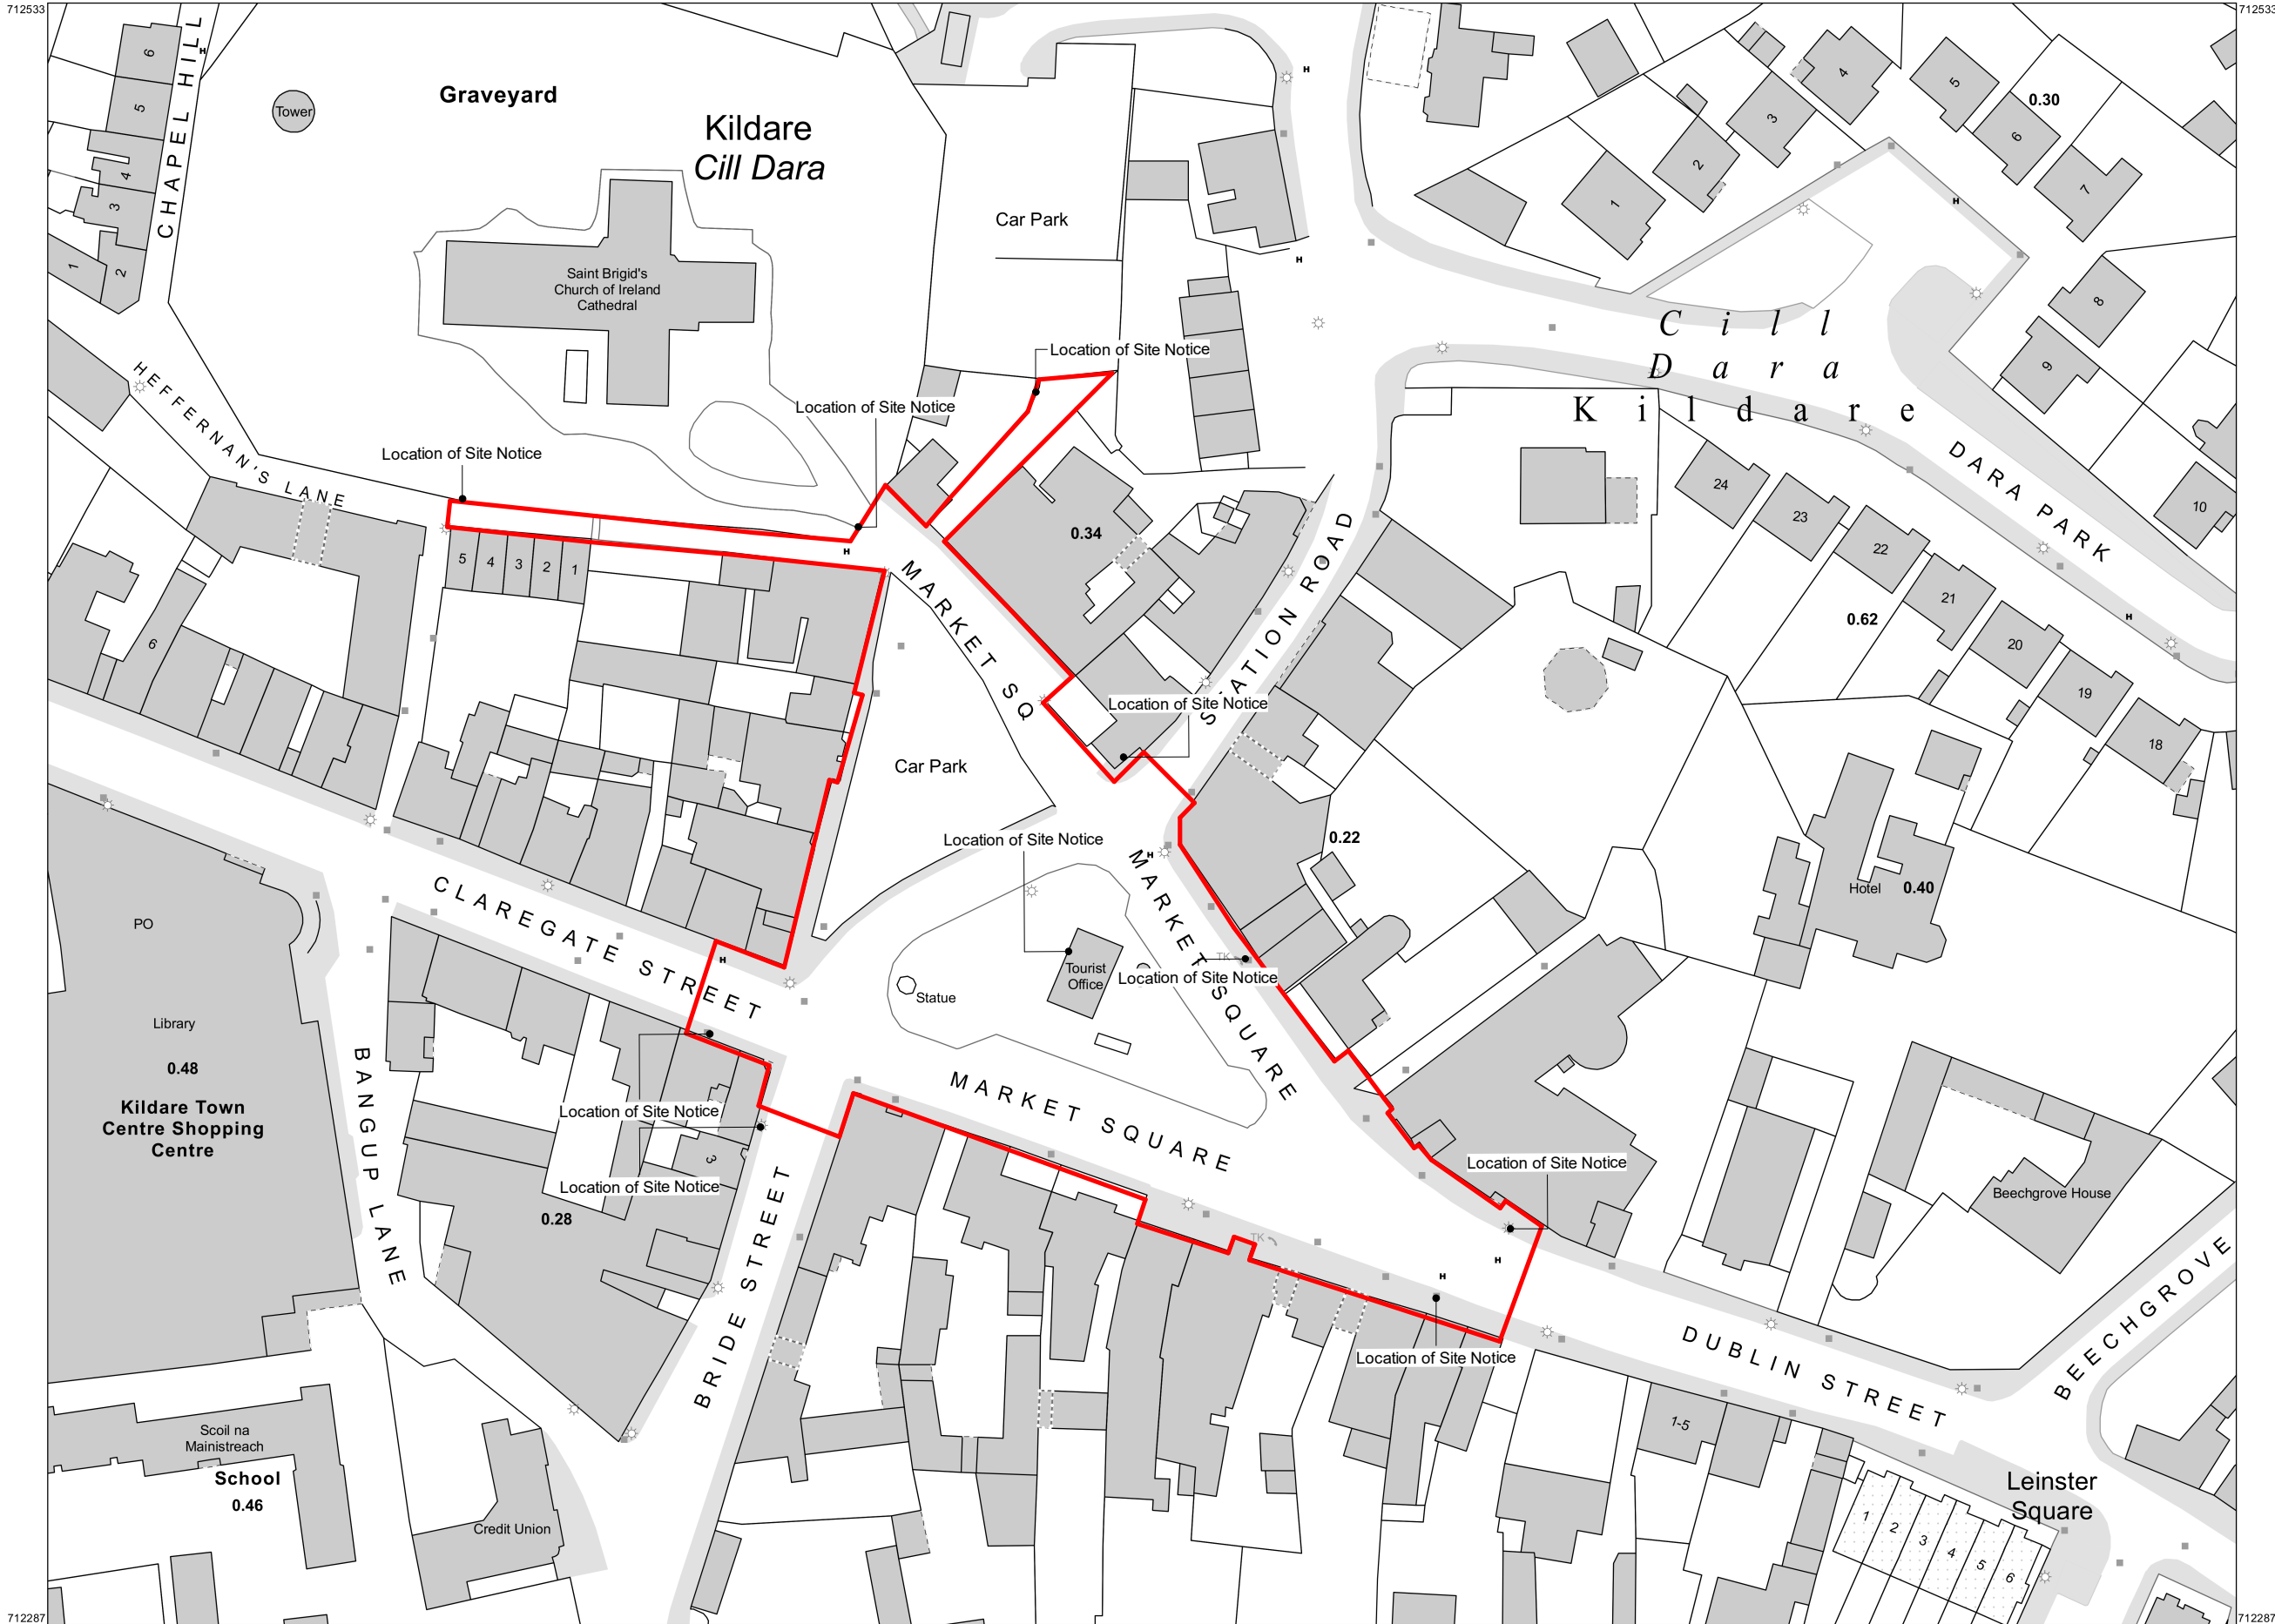 712533
712533
6
5
4
3
2
1
CHAPEL HILL
H
Tower
Graveyard
Kildare
Cill Dara
Saint Brigid's
Church of Ireland
Cathedral
Car Park
H
H
H
1
2
3
4
5
6
7
8
9
10
0.30
Cill
Dara
Kildare
DARA PARK
H
24
23
22
21
20
19
18
0.62
HEFFERNAN'S LANE
Location of Site Notice
Location of Site Notice
Location of Site Notice
H
5
4
3
2
1
6
0.34
MARKET SQ
STATION ROAD
Location of Site Notice
Car Park
Location of Site Notice
H
0.22
MARKET SQUARE
TK
Location of Site Notice
Tourist
Office
Statue
Hotel
0.40
CLAREGATE STREET
H
PO
Library
0.48
Kildare Town
Centre Shopping
Centre
BANGUP LANE
Location of Site Notice
Location of Site Notice
3
0.28
BRIDE STREET
MARKET SQUARE
TK
Location of Site Notice
H
H
Location of Site Notice
Beechgrove House
BEECHGROVE
DUBLIN STREET
1-5
Leinster
Square
1
2
3
4
5
6
Scoil na
Mainistreach
School
0.46
Credit Union
712287
712287